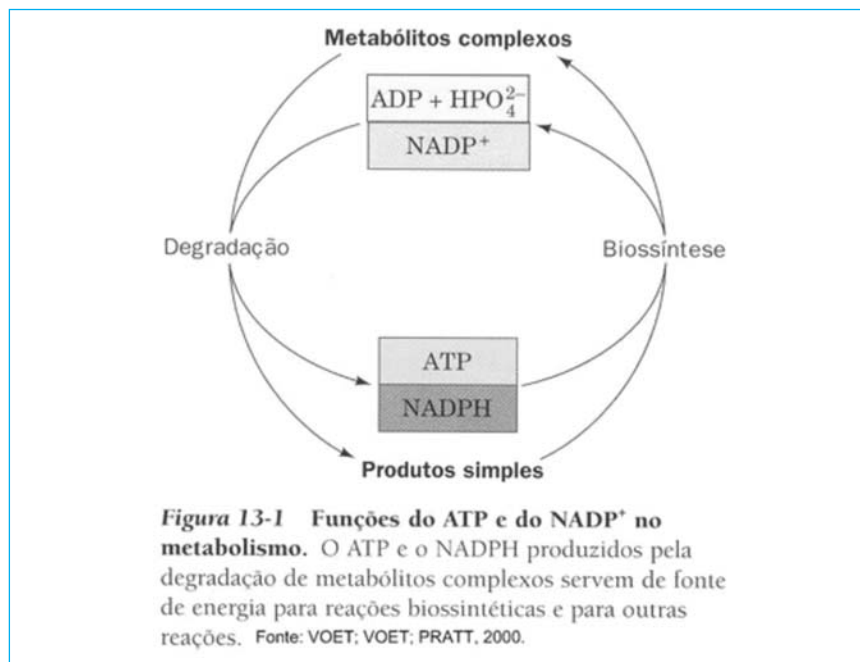 Metabólitos complexos
ADP + HPO₄²⁻
NADP⁺
Degradação
Biossíntese
ATP
NADPH
Produtos simples
Figura 13-1 Funções do ATP e do NADP⁺ no
metabolismo. O ATP e o NADPH produzidos pela
degradação de metabólitos complexos servem de fonte
de energia para reações biossintéticas e para outras
reações. Fonte: VOET; VOET; PRATT, 2000.